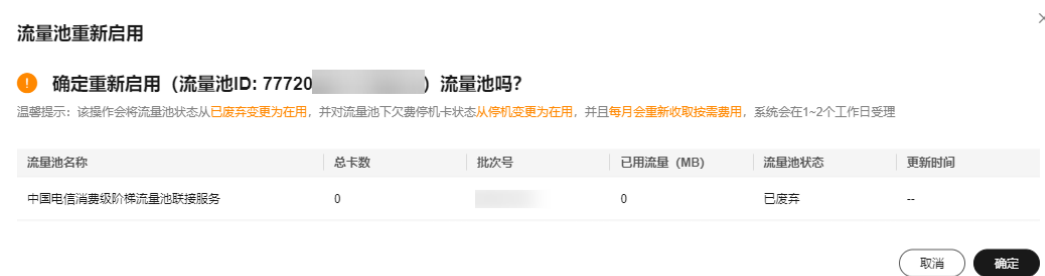 流量池重新启用
确定重新启用（流量池ID: 77720 ）流量池吗？
温馨提示：该操作会将流量池状态从已废弃变更为在用，并对流量池下欠费停机卡状态从停机变更为在用，并且每月会重新收取按需费用，系统会在1~2个工作日受理
流量池名称 总卡数 批次号 已用流量（MB） 流量池状态 更新时间
中国电信消费级阶梯流量池联接服务 0 0 已废弃 --
取消 确定